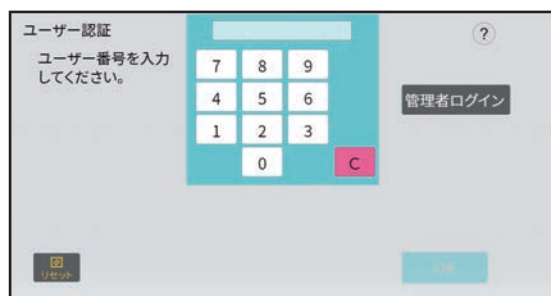 ユーザー認証
?
ユーザー番号を入力
してください。
7 8 9
4 5 6
管理者ログイン
1 2 3
0 C
リセット
OK